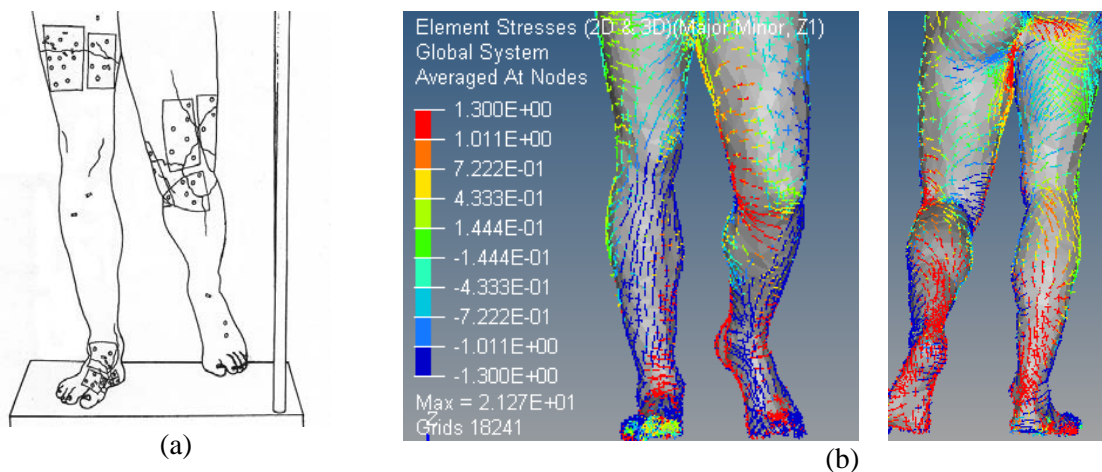 Element Stresses (2D & 3D)(Major Minor, Z1)
Global System
Averaged At Nodes
1.300E+00
1.011E+00
7.222E-01
4.333E-01
1.444E-01
-1.444E-01
-4.333E-01
-7.222E-01
-1.011E+00
-1.300E+00
Max = 2.127E+01
Z
Grids 18241
(a)
(b)